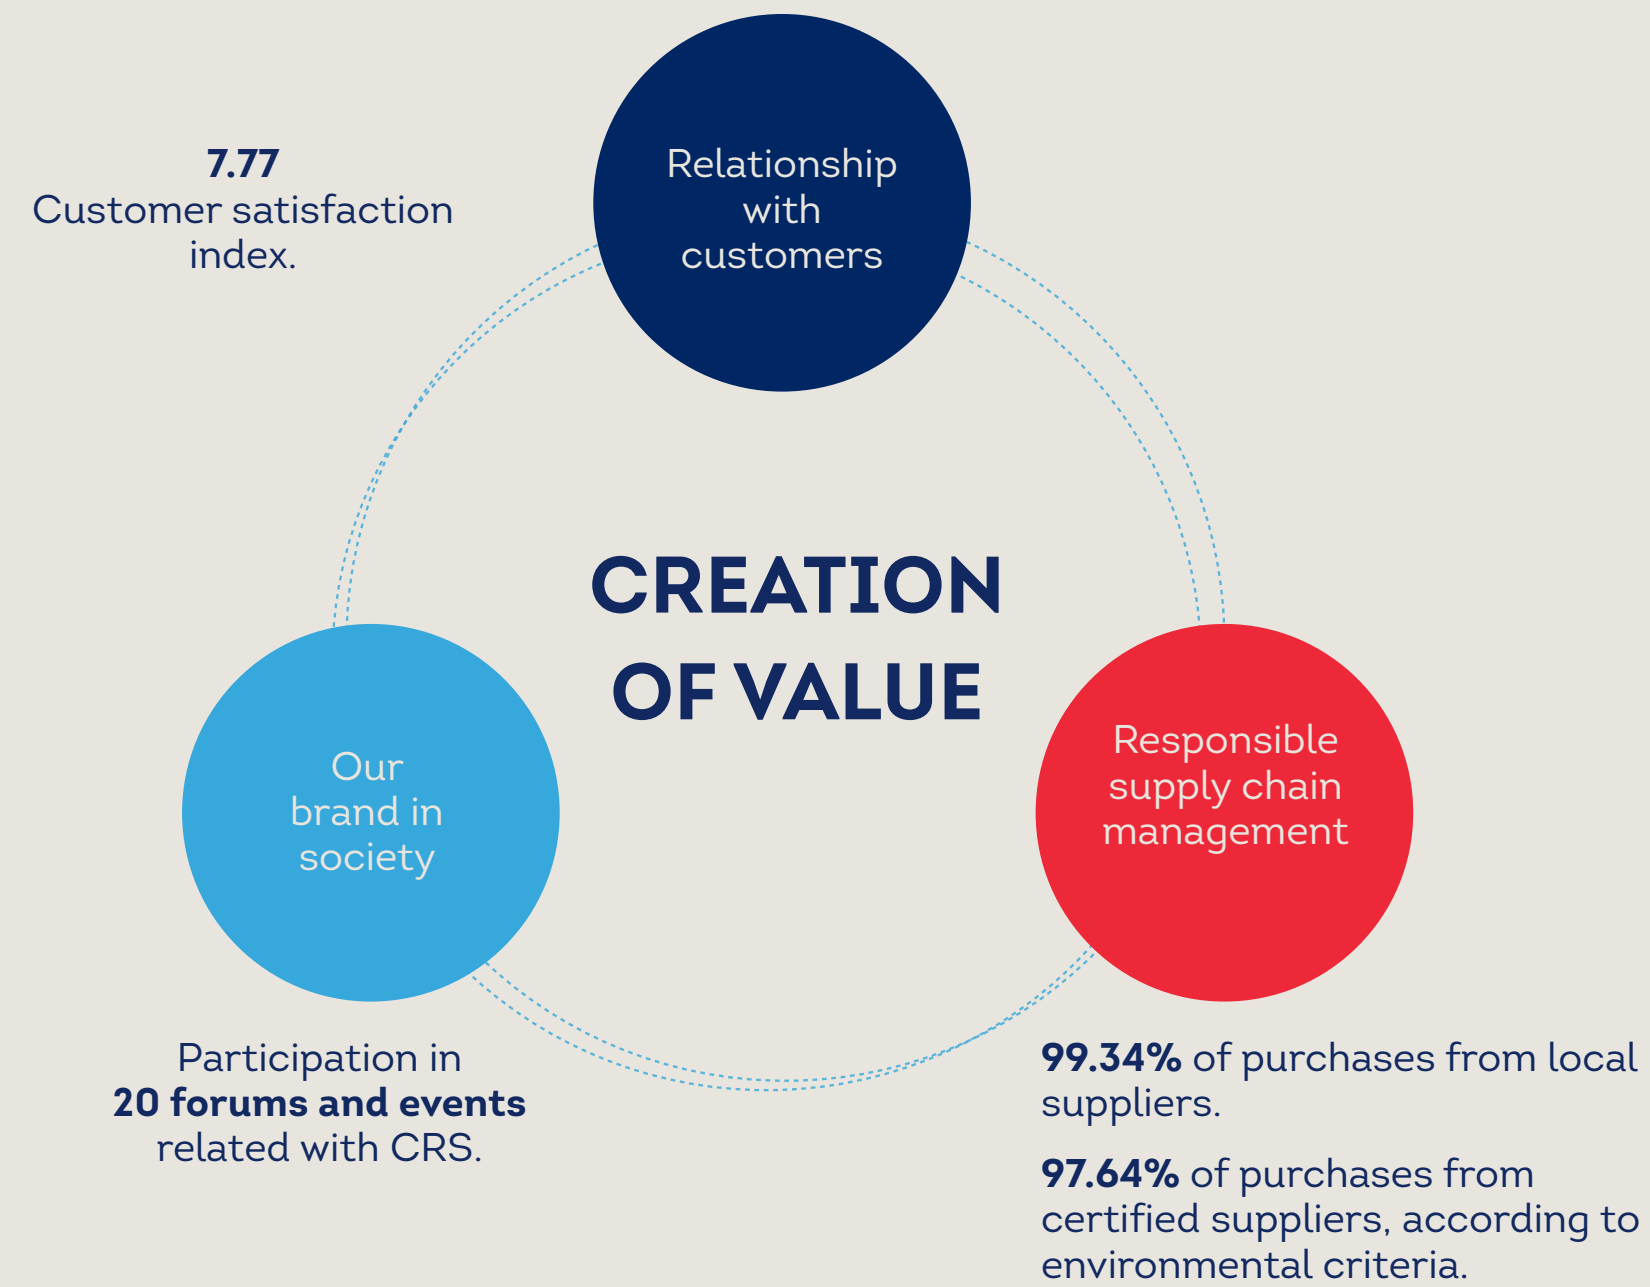 7.77
Customer satisfaction
index.
Relationship
with
customers
CREATION
OF VALUE
Our
brand in
society
Responsible
supply chain
management
Participation in
20 forums and events
related with CRS.
99.34% of purchases from local
suppliers.
97.64% of purchases from
certified suppliers, according to
environmental criteria.